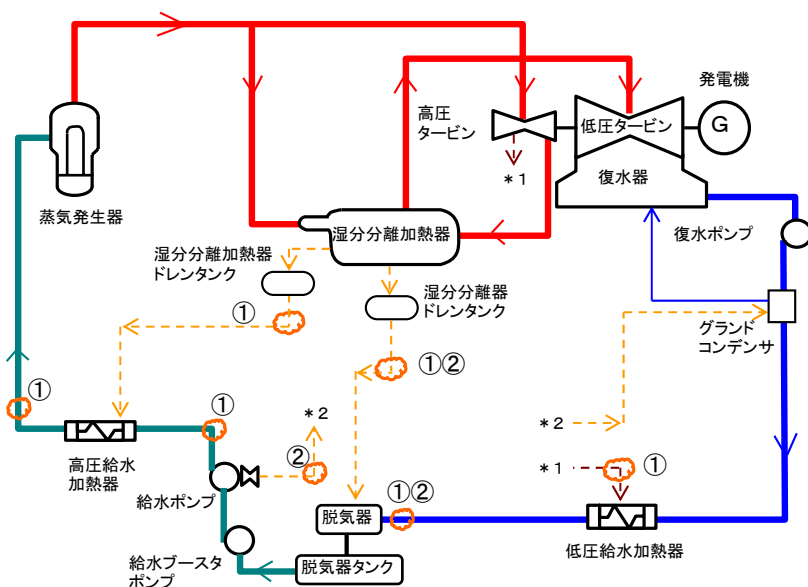 発電機
高圧
タービン
低圧タービン
G
*1
復水器
蒸気発生器
湿分分離加熱器
復水ポンプ
湿分分離加熱器
ドレンタンク
湿分分離器
ドレンタンク
グランド
コンデンサ
①
①②
①
①
*2
*2
②
*1
①
高圧給水
加熱器
給水ポンプ
①②
脱気器
低圧給水加熱器
給水ブースタ
ポンプ
脱気器タンク